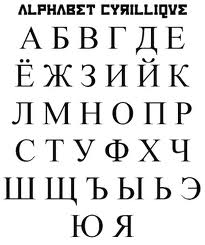 ALPHABET CYRILLIQUE
А Б В Г Д Е
Ё Ж З И Й К
Л М Н О П Р
С Т У Ф Х Ч
Ш Щ Ъ Ы Ь Э
Ю Я